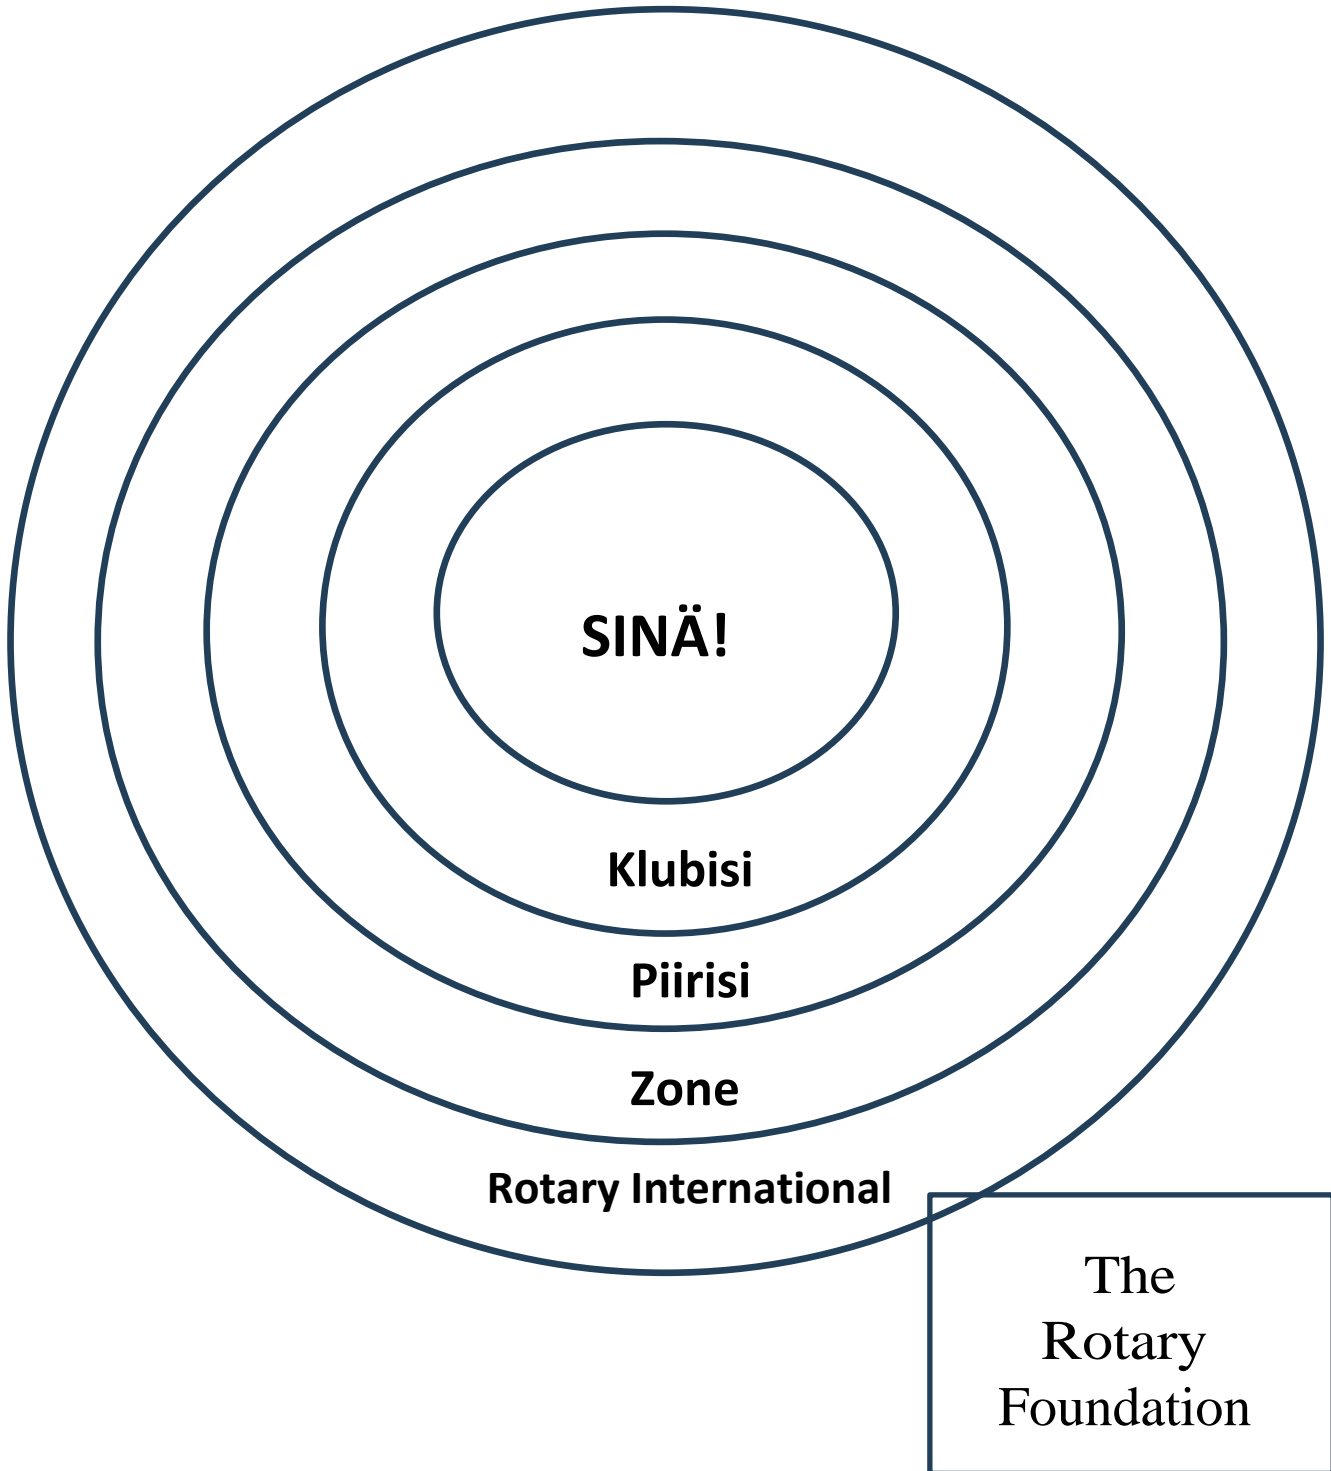 SINÄ!
Klubisi
Piirisi
Zone
Rotary International
The
Rotary
Foundation